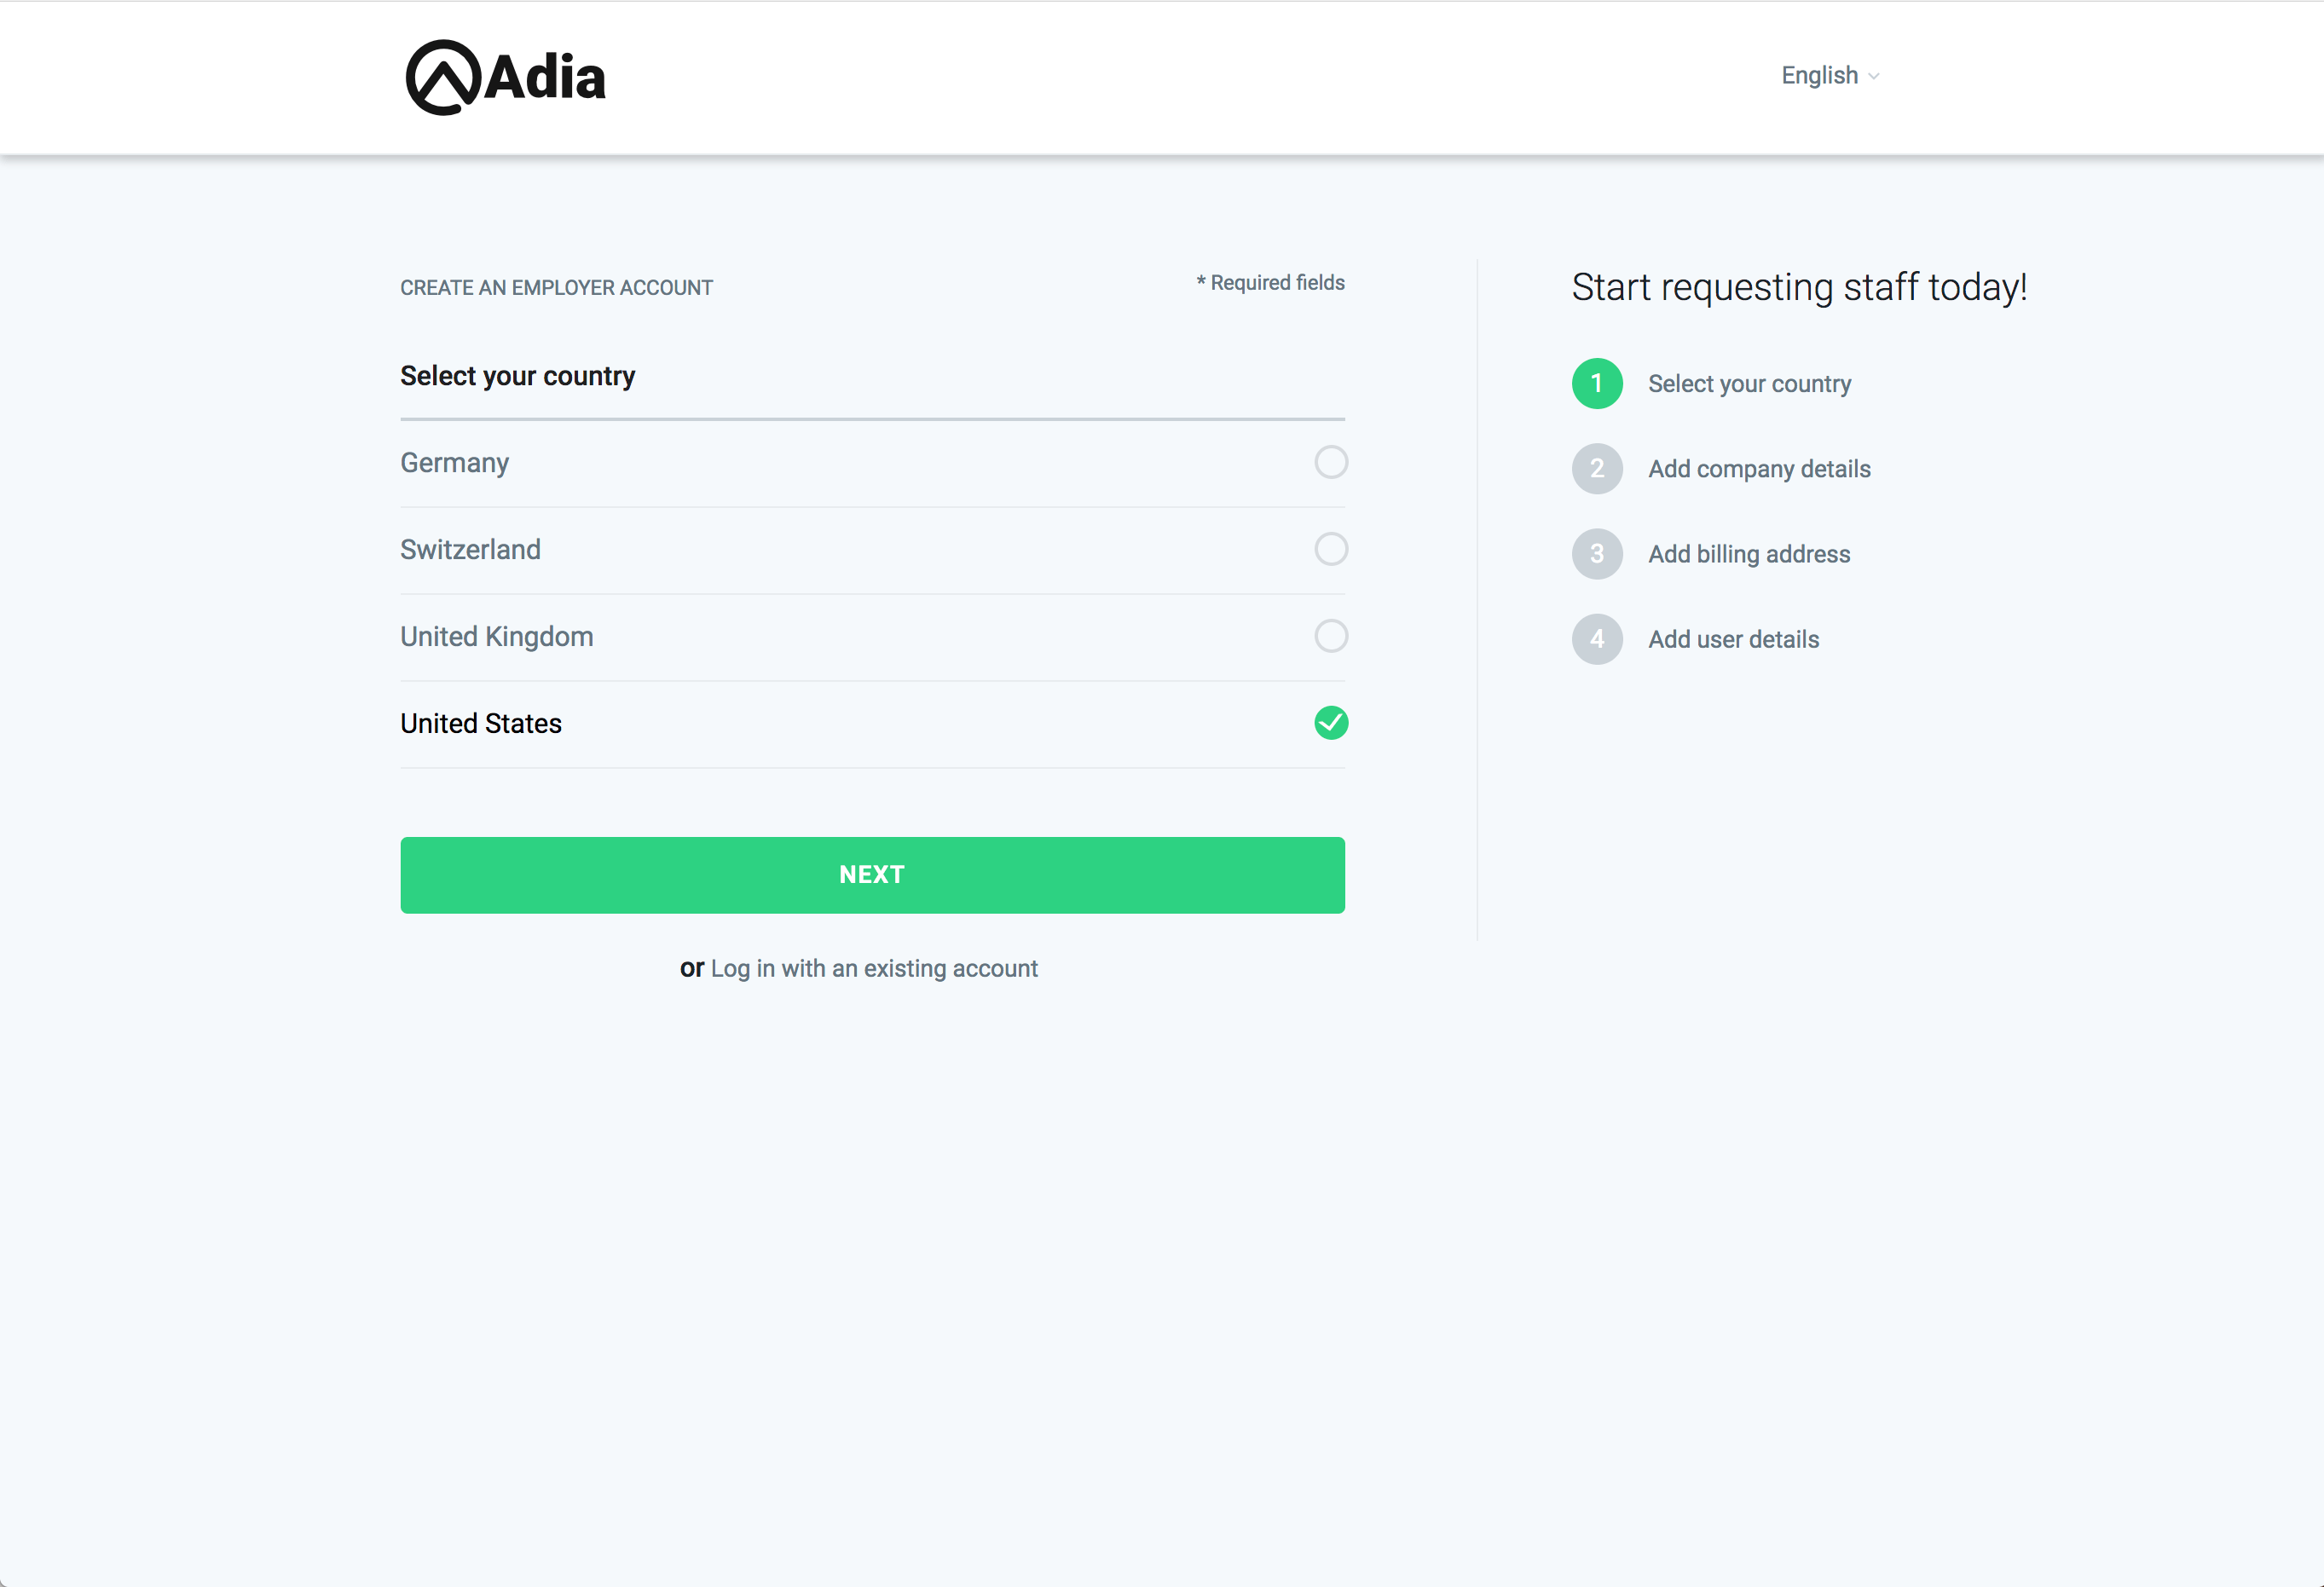 Adia
English
CREATE AN EMPLOYER ACCOUNT
* Required fields
Select your country
Germany
Switzerland
United Kingdom
United States
NEXT
or Log in with an existing account
Start requesting staff today!
1 Select your country
2 Add company details
3 Add billing address
4 Add user details